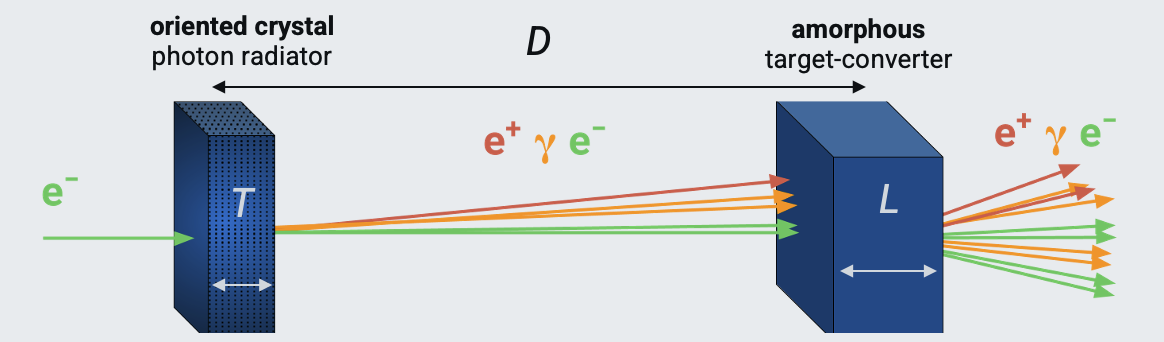 oriented crystal
photon radiator
D
amorphous
target-converter
e⁺ γ e⁻
e⁺ γ e⁻
e⁻
T
L